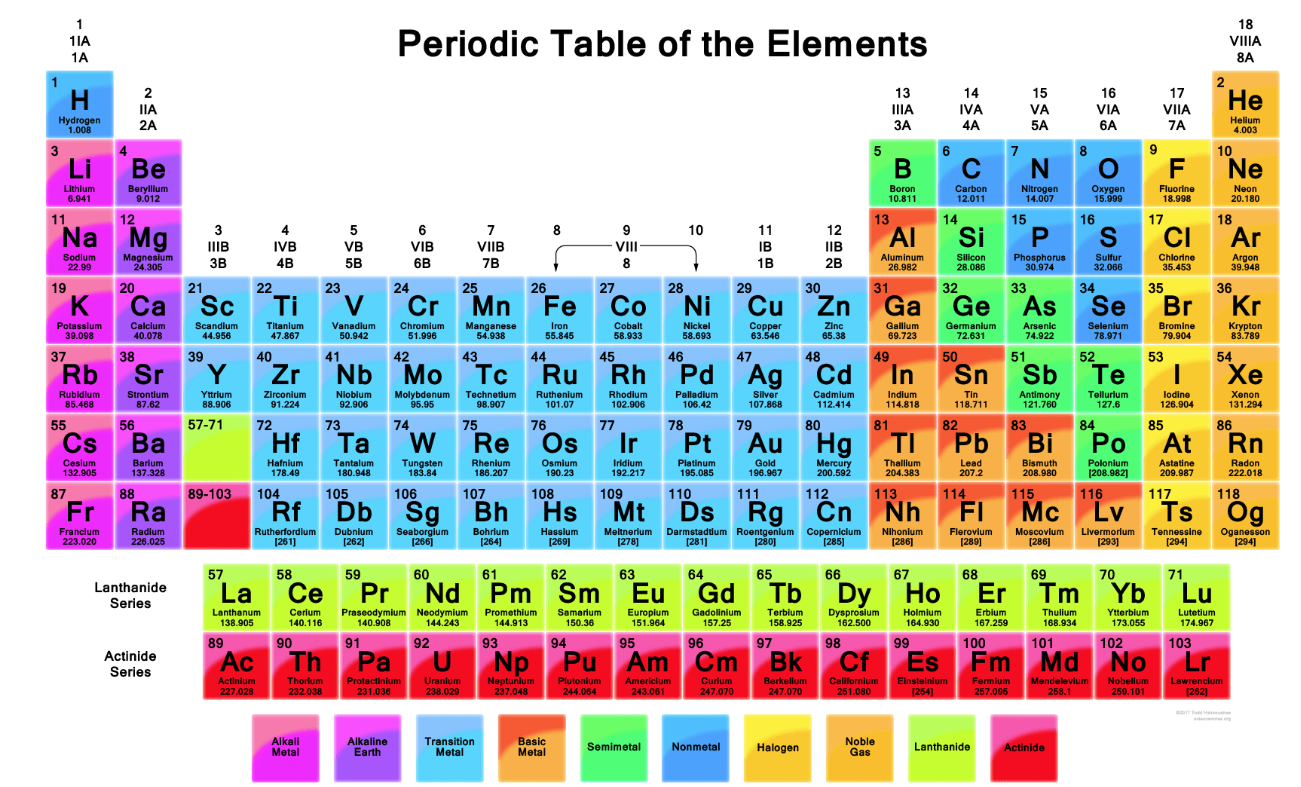 Periodic Table of the Elements
1 18
1IA VIIIA
1A 8A
1 2
H He
Hydrogen Helium
1.008 4.003
2 13 14 15 16 17
IIA IIIA IVA VA VIA VIIA
2A 3A 4A 5A 6A 7A
3 4 5 6 7 8 9 10
Li Be B C N O F Ne
Lithium Beryllium Boron Carbon Nitrogen Oxygen Fluorine Neon
6.941 9.012 10.811 12.011 14.007 15.999 18.998 20.180
11 12 13 14 15 16 17 18
Na Mg Al Si P S Cl Ar
Sodium Magnesium Aluminum Silicon Phosphorus Sulfur Chlorine Argon
22.99 24.305 26.982 28.086 30.974 32.066 35.453 39.948
3 4 5 6 7 8 9 10 11 12
IIIB IVB VB VIB VIIB VIII IB IIB
3B 4B 5B 6B 7B 8 1B 2B
19 20 21 22 23 24 25 26 27 28 29 30 31 32 33 34 35 36
K Ca Sc Ti V Cr Mn Fe Co Ni Cu Zn Ga Ge As Se Br Kr
Potassium Calcium Scandium Titanium Vanadium Chromium Manganese Iron Cobalt Nickel Copper Zinc Gallium Germanium Arsenic Selenium Bromine Krypton
39.098 40.078 44.956 47.867 50.942 51.996 54.938 55.845 58.933 58.693 63.546 65.38 69.723 72.631 74.922 78.971 79.904 83.789
37 38 39 40 41 42 43 44 45 46 47 48 49 50 51 52 53 54
Rb Sr Y Zr Nb Mo Tc Ru Rh Pd Ag Cd In Sn Sb Te I Xe
Rubidium Strontium Yttrium Zirconium Niobium Molybdenum Technetium Ruthenium Rhodium Palladium Silver Cadmium Indium Tin Antimony Tellurium Iodine Xenon
85.468 87.62 88.906 91.224 92.906 95.95 98.907 101.07 102.906 106.42 107.868 112.414 114.818 118.711 121.760 127.6 126.904 131.294
55 56 57-71 72 73 74 75 76 77 78 79 80 81 82 83 84 85 86
Cs Ba Hf Ta W Re Os Ir Pt Au Hg Tl Pb Bi Po At Rn
Cesium Barium Hafnium Tantalum Tungsten Rhenium Osmium Iridium Platinum Gold Mercury Thallium Lead Bismuth Polonium Astatine Radon
132.905 137.328 178.49 180.948 183.84 186.207 190.23 192.217 195.085 196.967 200.592 204.383 207.2 208.980 [208.982] 209.987 222.018
87 88 89-103 104 105 106 107 108 109 110 111 112 113 114 115 116 117 118
Fr Ra Rf Db Sg Bh Hs Mt Ds Rg Cn Nh Fl Mc Lv Ts Og
Francium Radium Rutherfordium Dubnium Seaborgium Bohrium Hassium Meitnerium Darmstadtium Roentgenium Copernicium Nihonium Flerovium Moscovium Livermorium Tennessine Oganesson
223.020 226.025 [261] [262] [266] [264] [269] [278] [281] [280] [285] [286] [289] [286] [293] [294] [294]
Lanthanide
Series
57 58 59 60 61 62 63 64 65 66 67 68 69 70 71
La Ce Pr Nd Pm Sm Eu Gd Tb Dy Ho Er Tm Yb Lu
Lanthanum Cerium Praseodymium Neodymium Promethium Samarium Europium Gadolinium Terbium Dysprosium Holmium Erbium Thulium Ytterbium Lutetium
138.905 140.116 140.908 144.243 144.913 150.36 151.964 157.25 158.925 162.500 164.930 167.259 168.934 173.055 174.967
Actinide
Series
89 90 91 92 93 94 95 96 97 98 99 100 101 102 103
Ac Th Pa U Np Pu Am Cm Bk Cf Es Fm Md No Lr
Actinium Thorium Protactinium Uranium Neptunium Plutonium Americium Curium Berkelium Californium Einsteinium Fermium Mendelevium Nobelium Lawrencium
227.028 232.038 231.036 238.029 237.048 244.064 243.061 247.070 247.070 251.080 [254] 257.095 258.1 259.101 [262]
Alkali
Metal
Alkaline
Earth
Transition
Metal
Basic
Metal
Semimetal
Nonmetal
Halogen
Noble
Gas
Lanthanide
Actinide